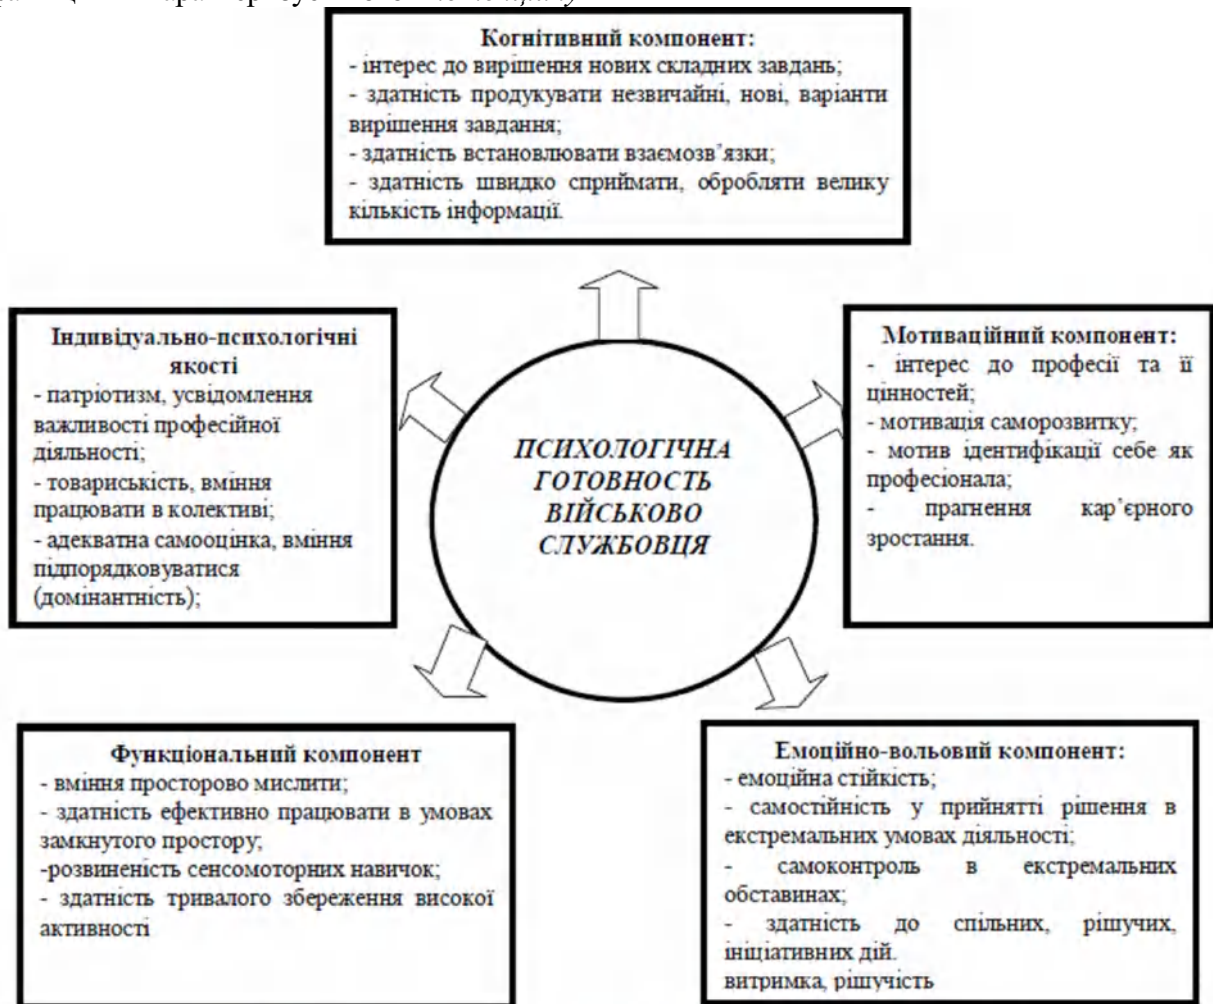 Когнітивний компонент:
- інтерес до вирішення нових складних завдань;
- здатність продукувати незвичайні, нові, варіанти
вирішення завдання;
- здатність встановлювати взаємозв’язки;
- здатність швидко сприймати, обробляти велику
кількість інформації.
Індивідуально-психологічні
якості
- патріотизм, усвідомлення
важливості професійної
діяльності;
- товариськість, вміння
працювати в колективі;
- адекватна самооцінка, вміння
підпорядковуватися
(домінантність);
ПСИХОЛОГІЧНА
ГОТОВНОСТЬ
ВІЙСЬКОВО
СЛУЖБОВЦЯ
Мотиваційний компонент:
- інтерес до професії та її
цінностей;
- мотивація саморозвитку;
- мотив ідентифікації себе як
професіонала;
- прагнення кар’єрного
зростання.
Функціональний компонент
- вміння просторово мислити;
- здатність ефективно працювати в умовах
замкнутого простору;
-розвиненість сенсомоторних навичок;
- здатність тривалого збереження високої
активності
Емоційно-вольовий компонент:
- емоційна стійкість;
- самостійність у прийнятті рішення в
екстремальних умовах діяльності;
- самоконтроль в екстремальних
обставинах;
- здатність до спільних, рішучих,
ініціативних дій.
витримка, рішучість